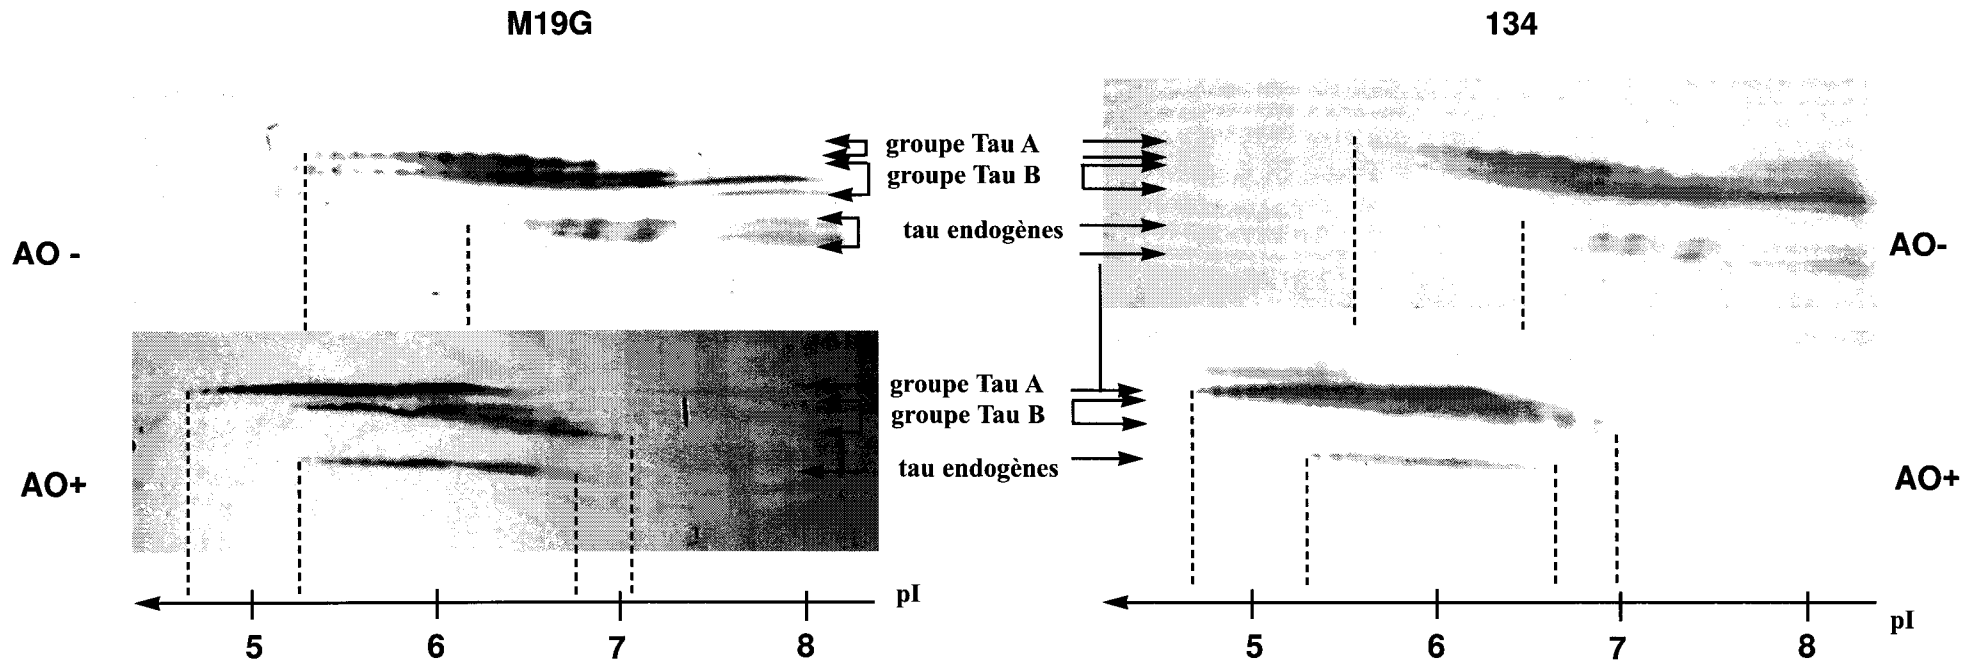 M19G
134
groupe Tau A
groupe Tau B
tau endogènes
AO -
AO-
groupe Tau A
groupe Tau B
tau endogènes
AO+
AO+
pI
5 6 7 8
pI
5 6 7 8